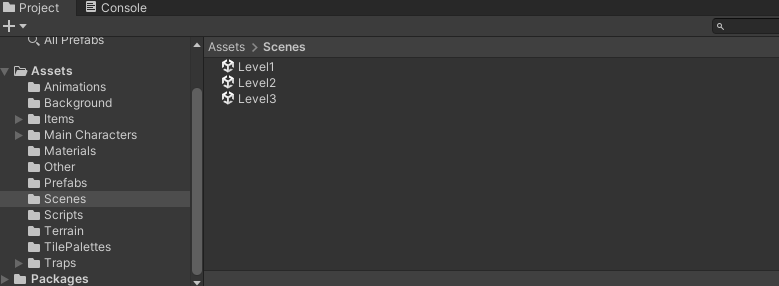 Project Console
All Prefabs
Assets > Scenes
Level1
Level2
Level3
Assets
Animations
Background
Items
Main Characters
Materials
Other
Prefabs
Scenes
Scripts
Terrain
TilePalettes
Traps
Packages